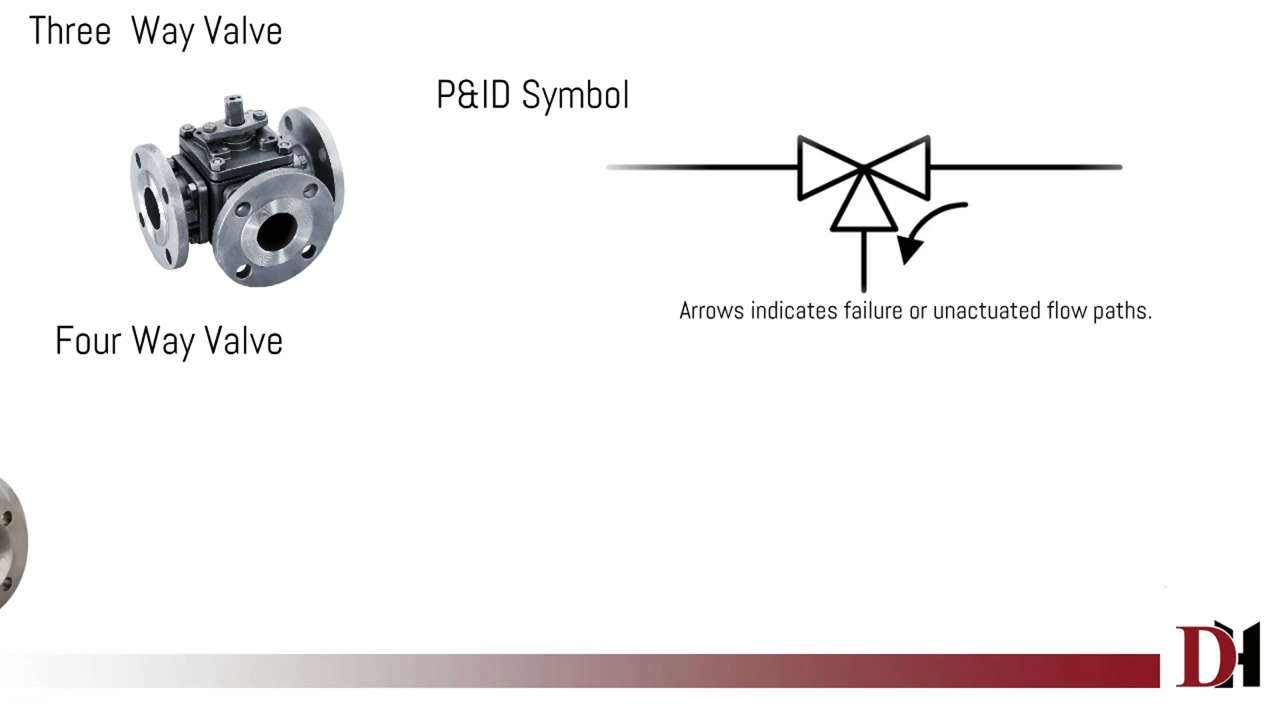 Three Way Valve
P&ID Symbol
Arrows indicates failure or unactuated flow paths.
Four Way Valve
DH